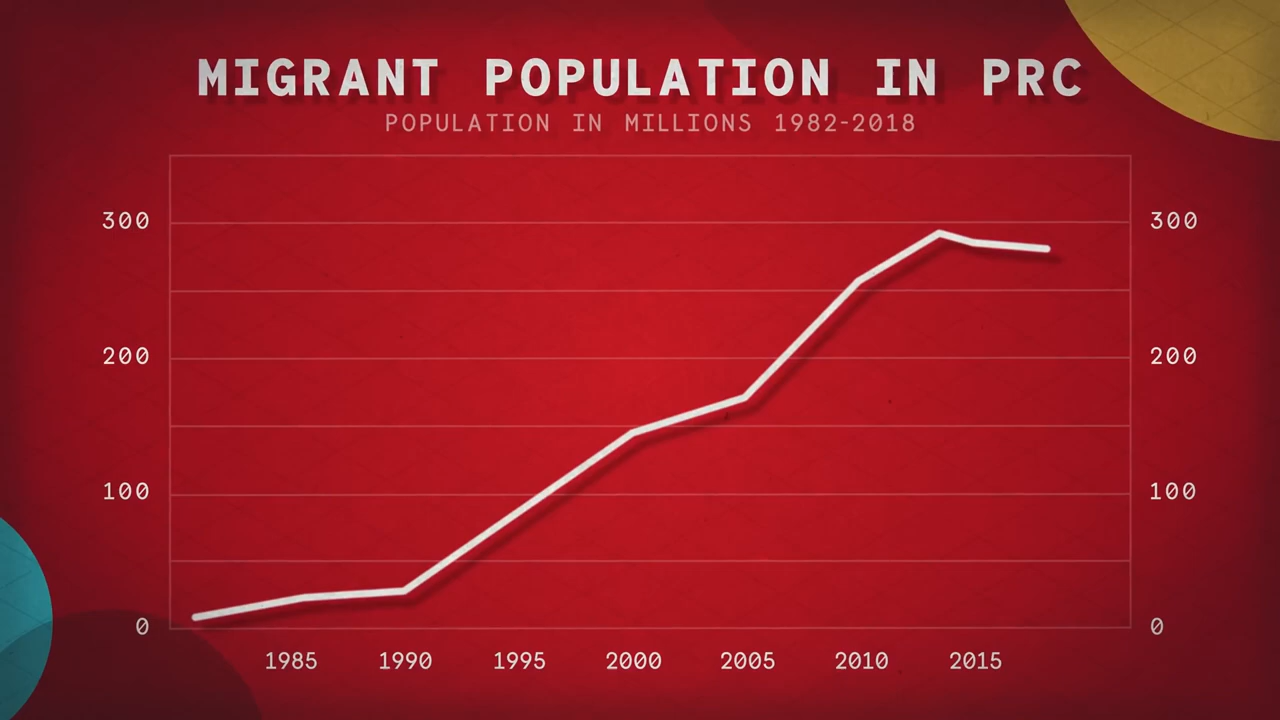 MIGRANT POPULATION IN PRC
POPULATION IN MILLIONS 1982-2018
300 300
200 200
100 100
0 0
1985 1990 1995 2000 2005 2010 2015